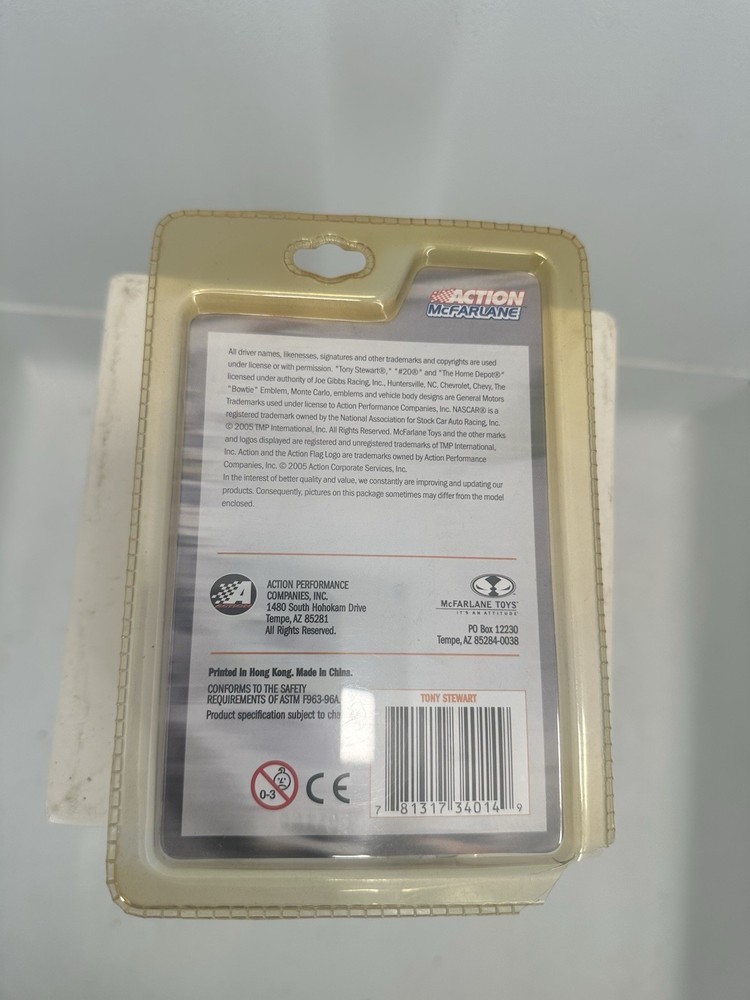 ACTION
McFARLANE
All driver names, likenesses, signatures and other trademarks and copyrights are used
under license or with permission. "Tony Stewart®," "#20®" and "The Home Depot®"
licensed under authority of Joe Gibbs Racing, Inc., Huntersville, NC. Chevrolet, Chevy, The
"Bowtie" Emblem, Monte Carlo, emblems and vehicle body designs are General Motors
Trademarks used under license to Action Performance Companies, Inc. NASCAR® is a
registered trademark owned by the National Association for Stock Car Auto Racing, Inc.
© 2005 TMP International, Inc. All Rights Reserved. McFarlane Toys and the other marks
and logos displayed are registered and unregistered trademarks of TMP International,
Inc. Action and the Action Flag Logo are trademarks owned by Action Performance
Companies, Inc. © 2005 Action Corporate Services, Inc.
In the interest of better quality and value, we constantly are improving and updating our
products. Consequently, pictures on this package sometimes may differ from the model
enclosed.
A
ACTION
ACTION PERFORMANCE
COMPANIES, INC.
1480 South Hohokam Drive
Tempe, AZ 85281
All Rights Reserved.
McFARLANE TOYS
IT'S AN ATTITUDE
PO Box 12230
Tempe, AZ 85284-0038
Printed in Hong Kong. Made in China.
CONFORMS TO THE SAFETY
REQUIREMENTS OF ASTM F963-96A.
Product specification subject to cha
0-3
CE
TONY STEWART
7 81317 34014 9